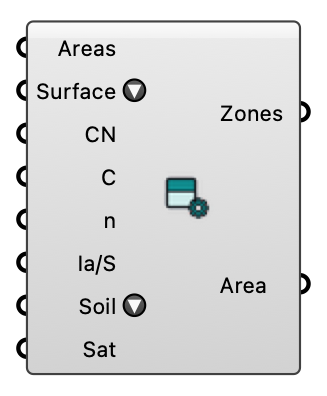 Areas
Surface
CN
C
n
Ia/S
Soil
Sat
Zones
Area